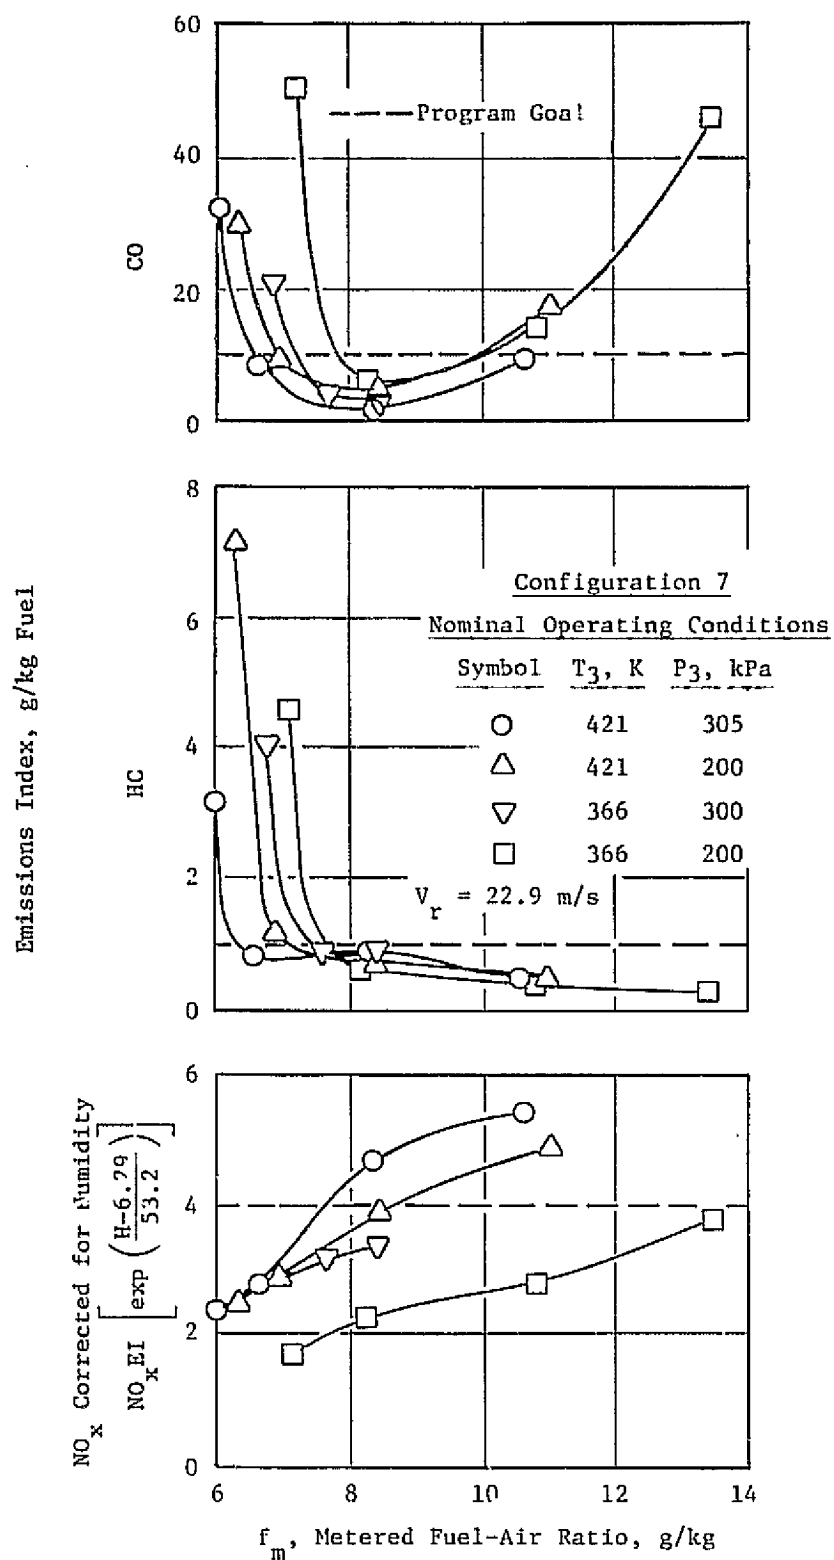 60
40
20
0
CO
Program Goal
8
6
4
2
0
HC
Emissions Index, g/kg Fuel
Configuration 7
Nominal Operating Conditions
Symbol T3, K P3, kPa
421 305
421 200
366 300
366 200
Vr = 22.9 m/s
6
4
2
0
NOx Corrected for Humidity
NOxEI [exp (H-6.29/53.2)]
6 8 10 12 14
fm, Metered Fuel-Air Ratio, g/kg